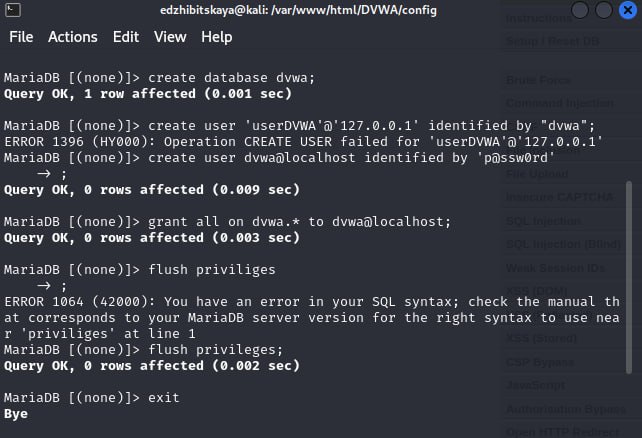 edzhibitskaya@kali: /var/www/html/DVWA/config
File Actions Edit View Help
MariaDB [(none)]> create database dvwa;
Query OK, 1 row affected (0.001 sec)
MariaDB [(none)]> create user 'userDVWA'@'127.0.0.1' identified by "dvwa";
ERROR 1396 (HY000): Operation CREATE USER failed for 'userDVWA'@'127.0.0.1'
MariaDB [(none)]> create user dvwa@localhost identified by 'p@ssw0rd'
→ ;
Query OK, 0 rows affected (0.009 sec)
MariaDB [(none)]> grant all on dvwa.* to dvwa@localhost;
Query OK, 0 rows affected (0.003 sec)
MariaDB [(none)]> flush priviliges
→ ;
ERROR 1064 (42000): You have an error in your SQL syntax; check the manual th
at corresponds to your MariaDB server version for the right syntax to use nea
r 'priviliges' at line 1
MariaDB [(none)]> flush privileges;
Query OK, 0 rows affected (0.002 sec)
MariaDB [(none)]> exit
Bye
Instructions
Setup / Reset DB
Brute Force
Command Injection
File Upload
Insecure CAPTCHA
SQL Injection
SQL Injection (Blind)
Weak Session IDs
XSS (DOM)
XSS (Stored)
CSP Bypass
JavaScript
Authorisation Bypass
Open HTTP Redirect